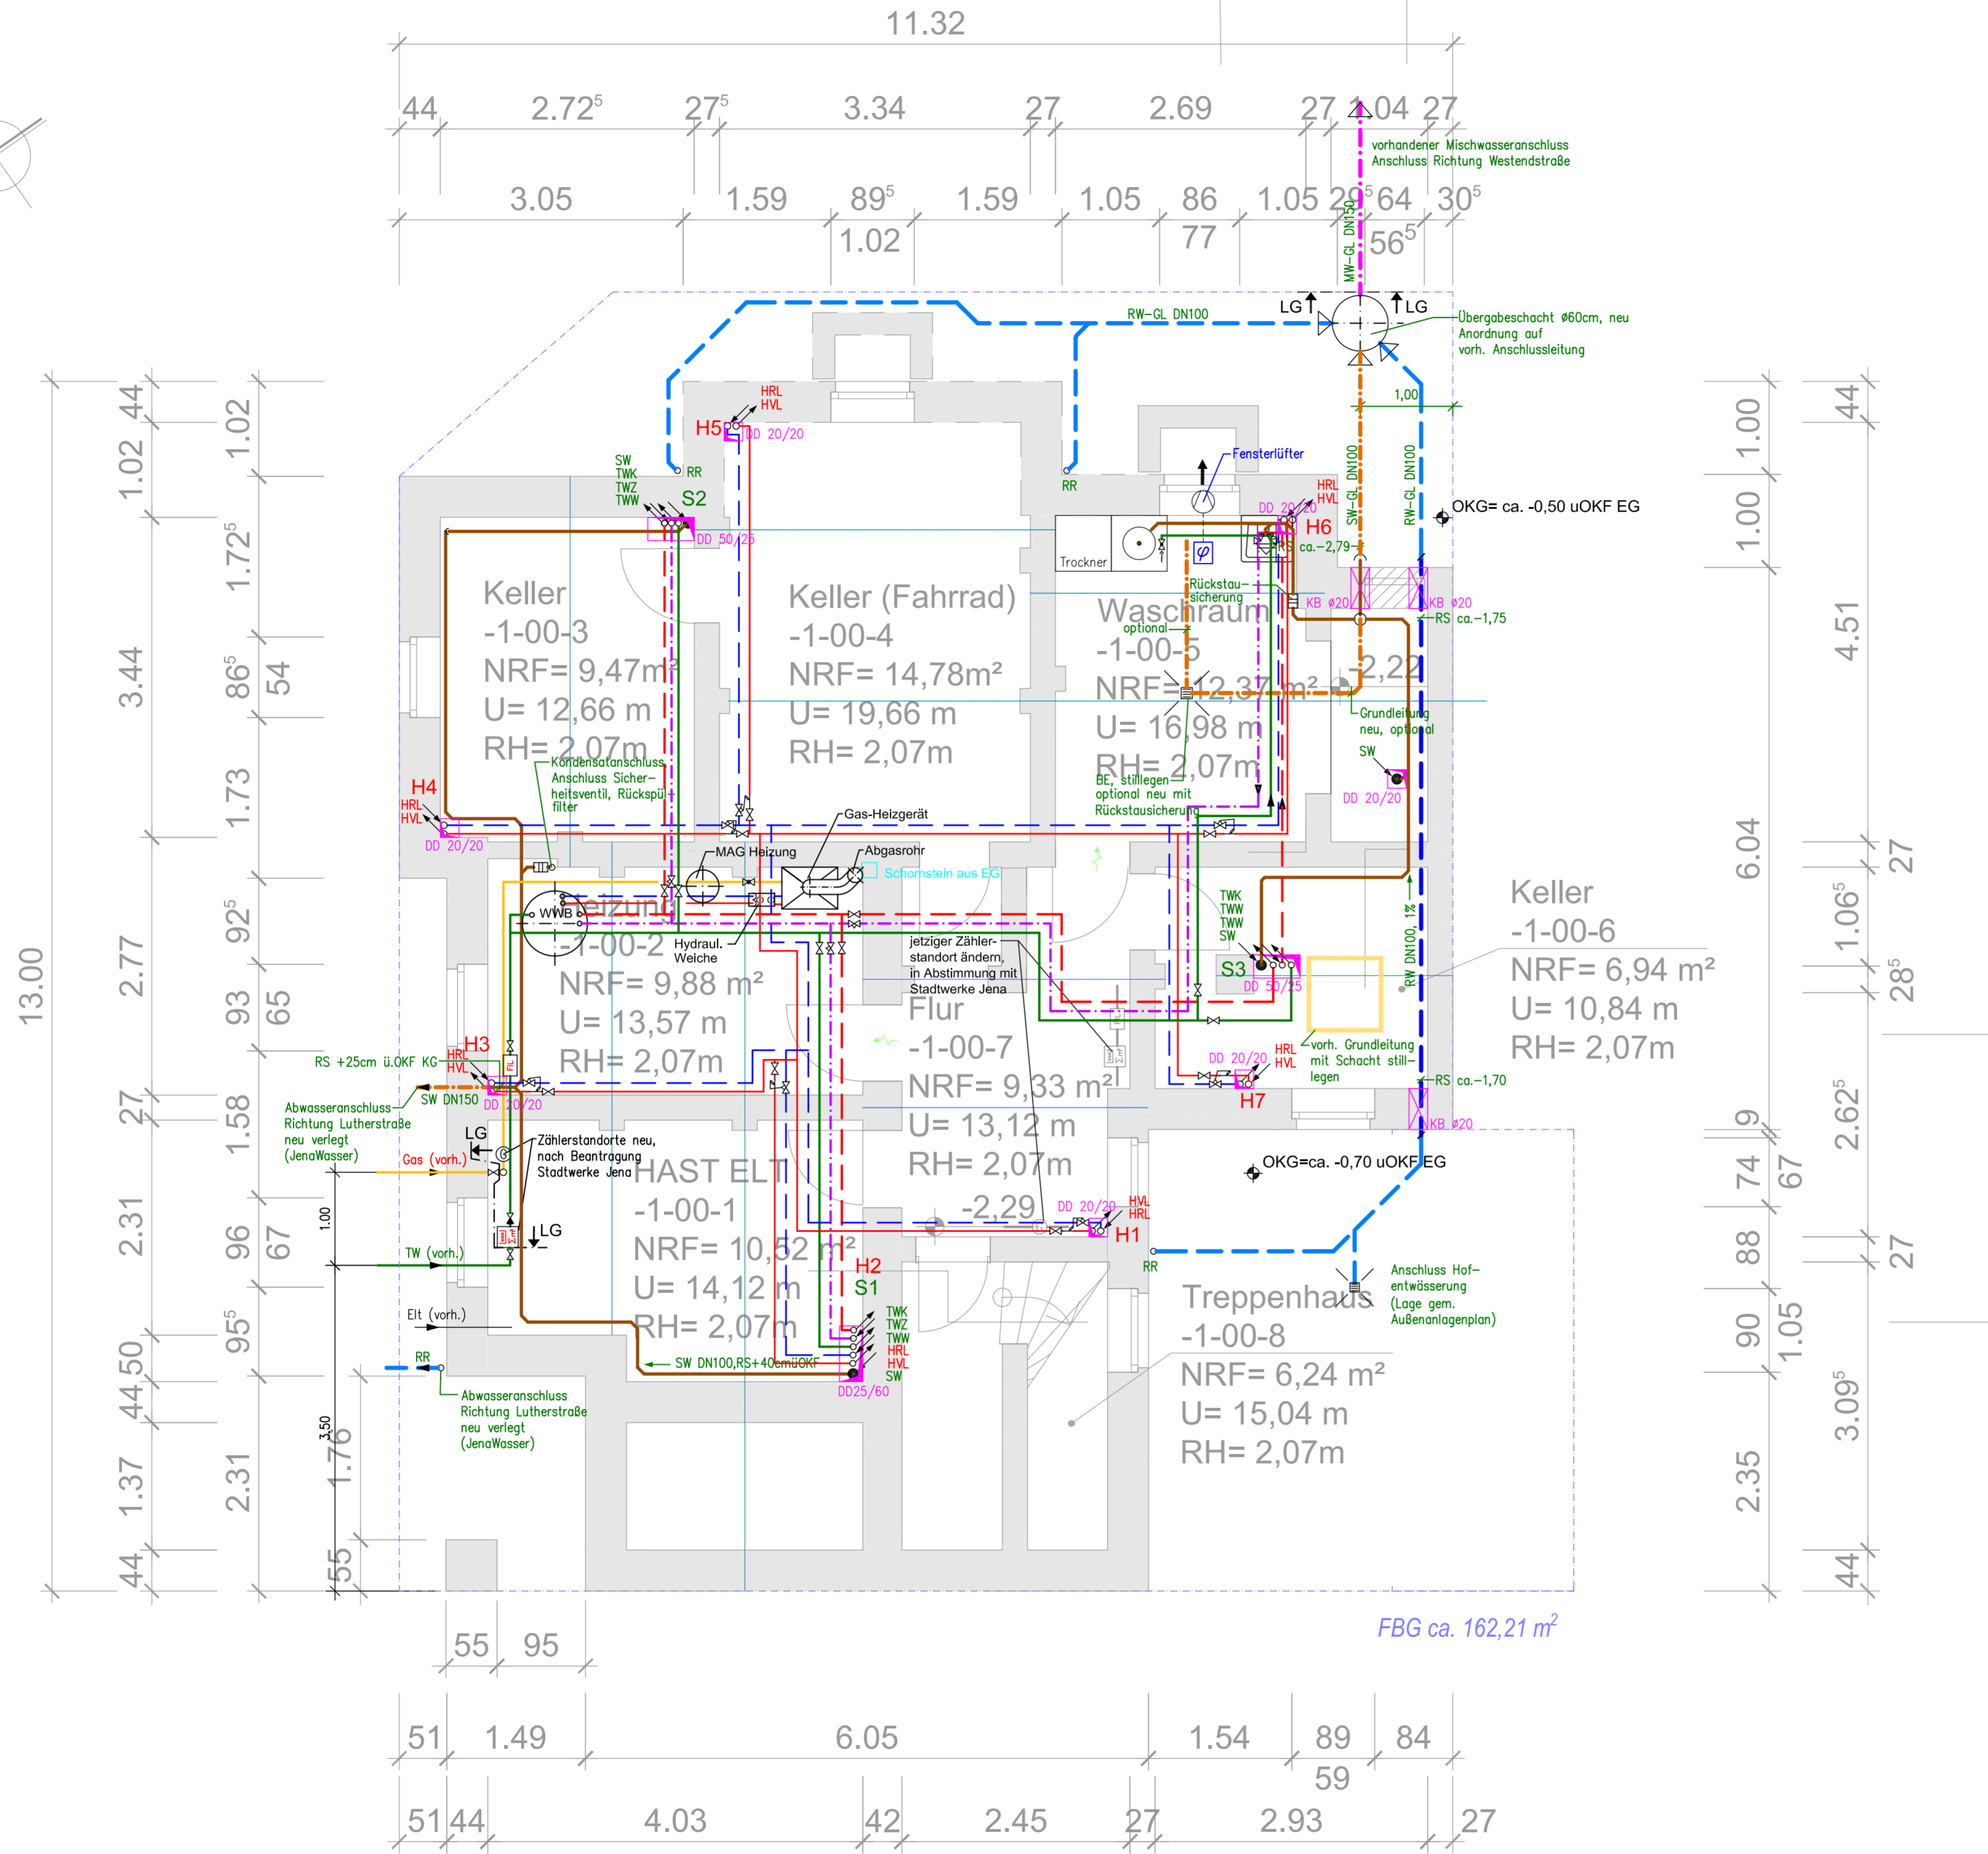 11.32
44 2.72⁵ 27⁵ 3.34 27 2.69 27 1.04 27
vorhandener Mischwasseranschluss
Anschluss Richtung Westendstraße
3.05 1.59 89⁵ 1.59 1.05 86 1.05 29⁵ 64 30⁵
1.02 77 56⁵
MW-GL DN150
LG LG
RW-GL DN100
Übergabeschacht ø60cm, neu
Anordnung auf
vorh. Anschlussleitung
1,00
HRL
HVL
H5
DD 20/20
SW
TWK
TWZ
TWW
RR
S2
DD 50/25
RR
Fensterlüfter
SW-GL DN100
RW-GL DN100
OKG= ca. -0,50 uOKF EG
HRL
HVL
DD 20/20
H6
RS ca.-2,79
Trockner
φ
Rückstau-
sicherung
KB ø20
KB ø20
RS ca.-1,75
Keller
-1-00-3
NRF= 9,47m²
U= 12,66 m
RH= 2,07m
Keller (Fahrrad)
-1-00-4
NRF= 14,78m²
U= 19,66 m
RH= 2,07m
Waschraum
-1-00-5
NRF= 12,37 m²
U= 16,98 m
RH= 2,07m
optional
-2,22
Grundleitung
neu, optional
SW
DD 20/20
BE, stilllegen
optional neu mit
Rückstausicherung
Kondensatanschluss,
Anschluss Sicher-
heitsventil, Rückspül-
filter
H4
HRL
HVL
DD 20/20
Gas-Heizgerät
MAG Heizung
Abgasrohr
Schornstein aus EG
WWB
Heizung
-1-00-2
NRF= 9,88 m²
U= 13,57 m
RH= 2,07m
Hydraul.
Weiche
jetziger Zähler-
standort ändern,
in Abstimmung mit
Stadtwerke Jena
Flur
-1-00-7
NRF= 9,33 m²
U= 13,12 m
RH= 2,07m
-2,29
TWK
TWW
TWW
SW
S3
DD 50/25
RW DN100, 1%
Keller
-1-00-6
NRF= 6,94 m²
U= 10,84 m
RH= 2,07m
vorh. Grundleitung
mit Schacht still-
legen
RS ca.-1,70
KB ø20
DD 20/20
HRL
HVL
H7
H3
RS +25cm ü.OKF KG
HRL
HVL
FIL
SW DN150
DD 20/20
Abwasseranschluss
Richtung Lutherstraße
neu verlegt
(JenaWasser)
LG
Zählerstandorte neu,
nach Beantragung
Stadtwerke Jena
Gas (vorh.)
LG
TW (vorh.)
Elt (vorh.)
RR
Abwasseranschluss
Richtung Lutherstraße
neu verlegt
(JenaWasser)
HAST ELT
-1-00-1
NRF= 10,52 m²
U= 14,12 m
RH= 2,07m
SW DN100,RS+40cmüOKF
H2
S1
TWK
TWZ
TWW
HRL
HVL
SW
DD25/60
DD 20/20
HVL
HRL
H1
OKG=ca. -0,70 uOKF EG
RR
Anschluss Hof-
entwässerung
(Lage gem.
Außenanlagenplan)
Treppenhaus
-1-00-8
NRF= 6,24 m²
U= 15,04 m
RH= 2,07m
FBG ca. 162,21 m²
13.00
44 1.02 3.44 2.77 27 2.31 50 44 1.37 44
1.02 1.72⁵ 86⁵ 54 1.73 92⁵ 93 65 1.58 96 67 95⁵ 2.31
1.00
3.50
1.76
55
1.00 1.00 6.04 9 74 67 88 90 1.05 2.35
44 4.51 27 1.06⁵ 28⁵ 2.62⁵ 27 3.09⁵ 44
55 95
51 1.49 6.05 1.54 89 84
59
51 44 4.03 42 2.45 27 2.93 27